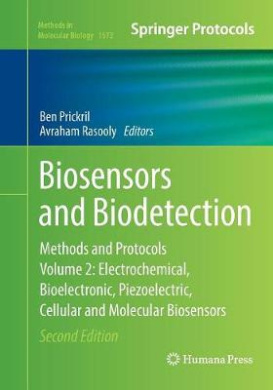 Methods in
Molecular Biology 1572
Springer Protocols
Ben Prickril
Avraham Rasooly Editors
Biosensors
and Biodetection
Methods and Protocols
Volume 2: Electrochemical,
Bioelectronic, Piezoelectric,
Cellular and Molecular Biosensors
Second Edition
Humana Press